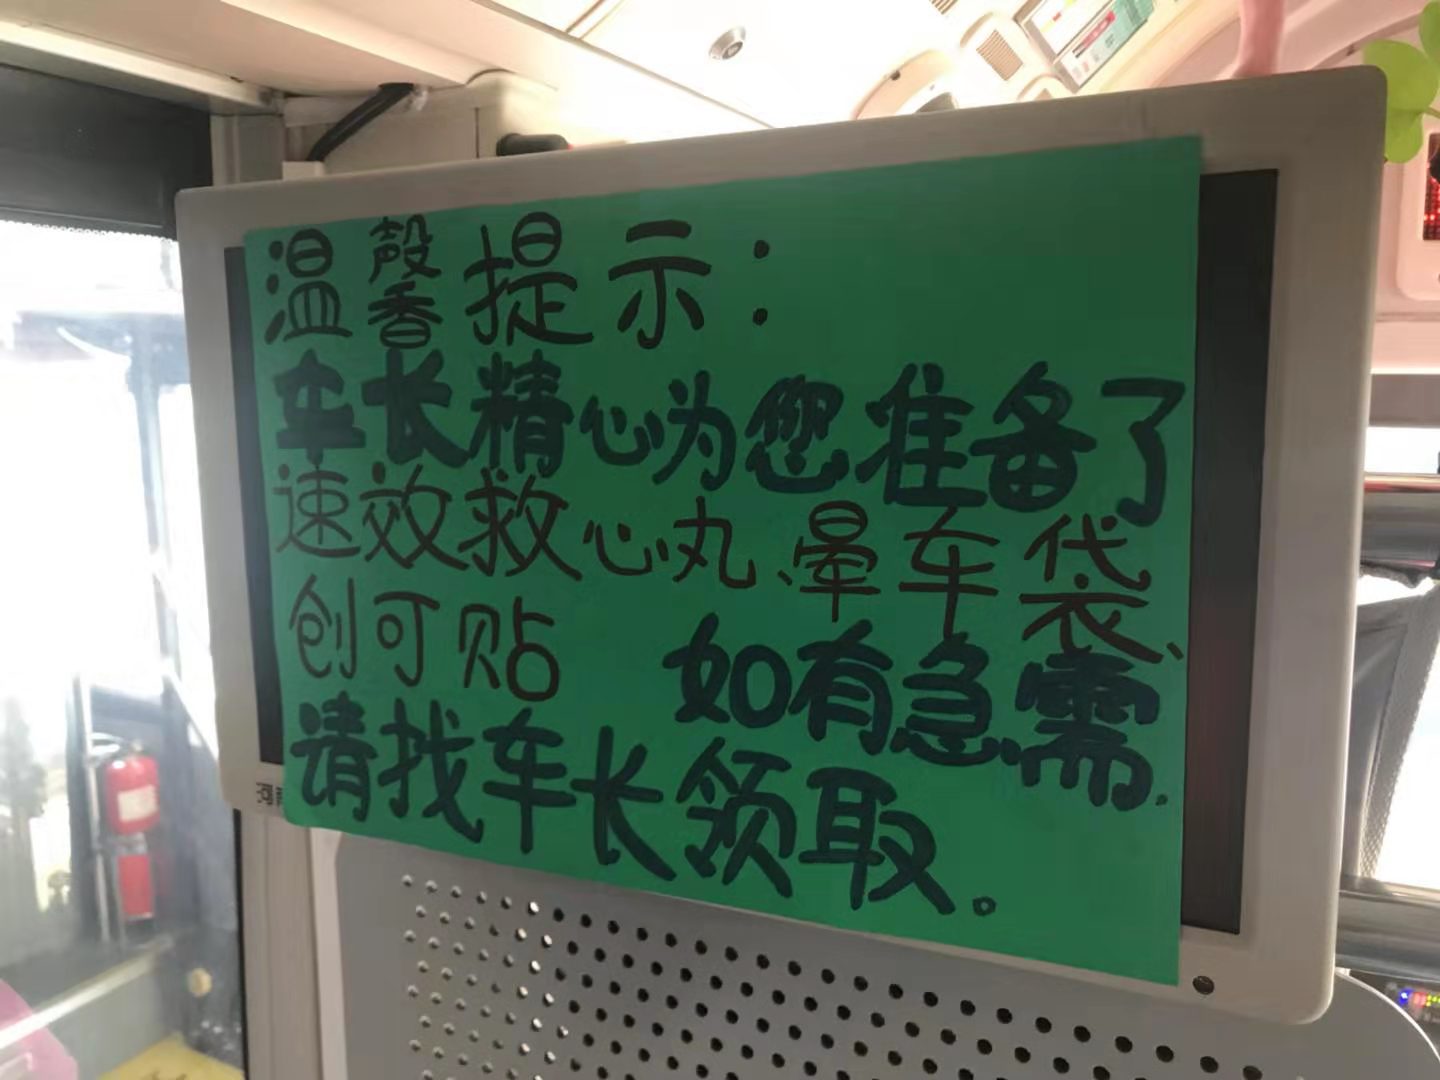 温馨提示：
车长精心为您准备了
速效救心丸、晕车袋、
创可贴 如有急需.
请找车长领取。